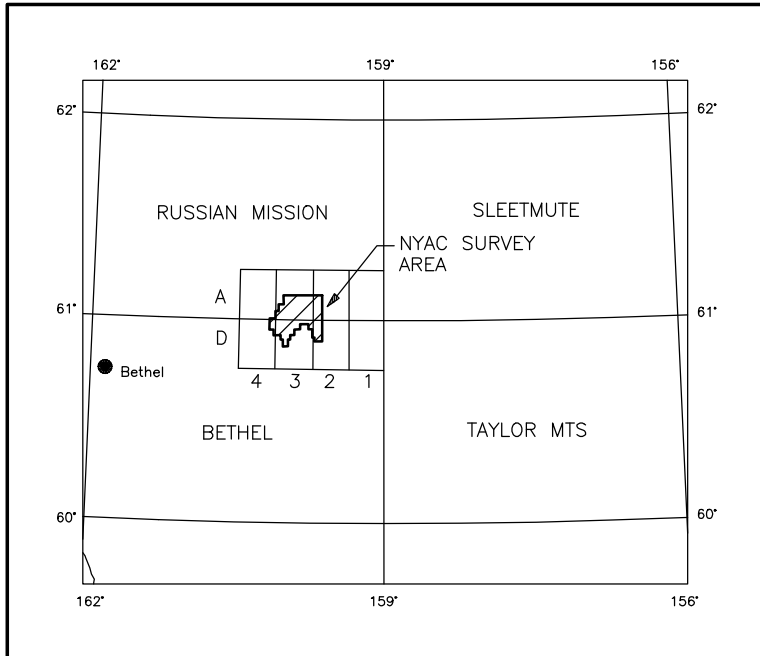 162° 159° 156°
62° 62°
RUSSIAN MISSION SLEETMUTE
NYAC SURVEY
AREA
A
61° 61°
D
Bethel
4 3 2 1
BETHEL TAYLOR MTS
60° 60°
162° 159° 156°